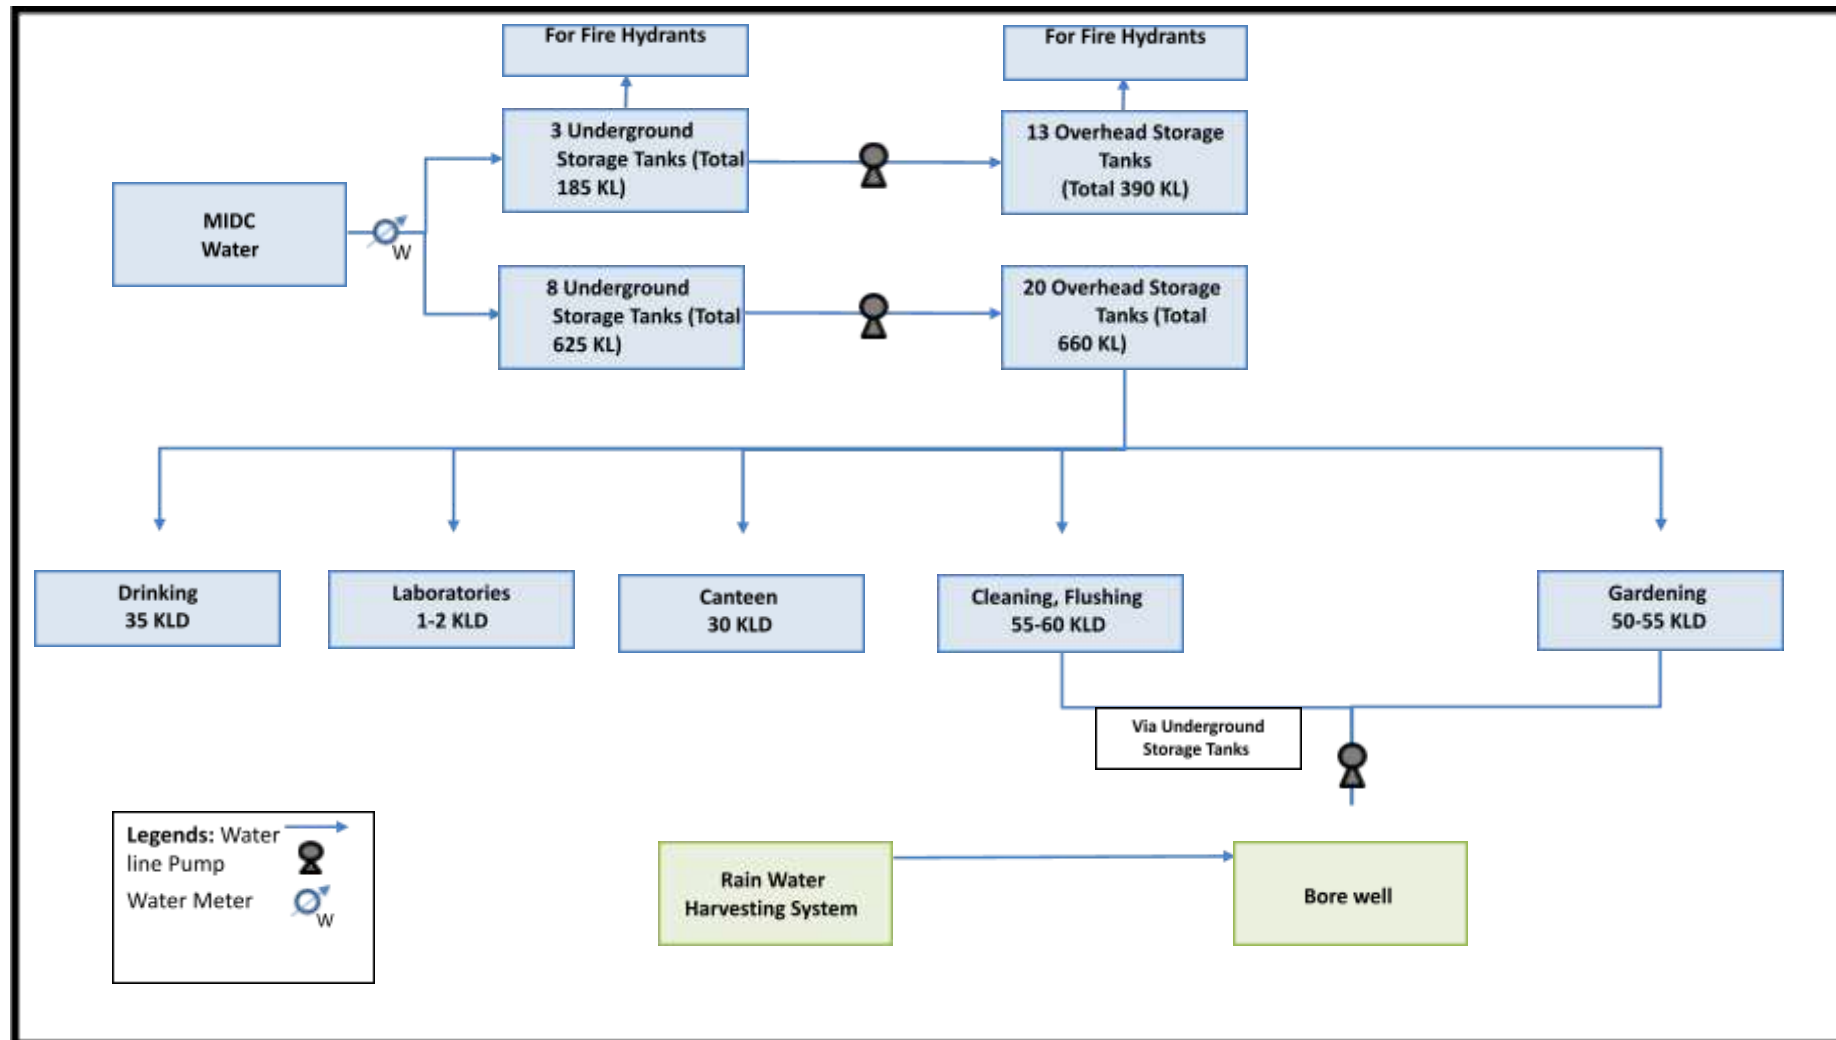 For Fire Hydrants
For Fire Hydrants
3 Underground
Storage Tanks (Total
185 KL)
13 Overhead Storage
Tanks
(Total 390 KL)
MIDC
Water
W
8 Underground
Storage Tanks (Total
625 KL)
20 Overhead Storage
Tanks (Total
660 KL)
Drinking
35 KLD
Laboratories
1-2 KLD
Canteen
30 KLD
Cleaning, Flushing
55-60 KLD
Gardening
50-55 KLD
Via Underground
Storage Tanks
Legends: Water
line Pump
Water Meter
W
Rain Water
Harvesting System
Bore well